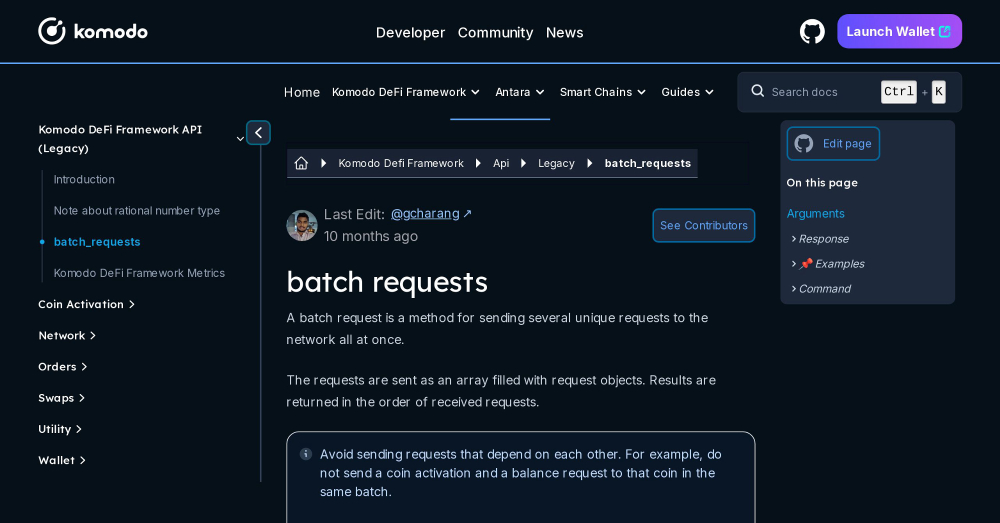 komodo
Developer Community News
Launch Wallet
Home Komodo DeFi Framework Antara Smart Chains Guides
Search docs Ctrl + K
Komodo DeFi Framework API
(Legacy)
Introduction
Note about rational number type
batch_requests
Komodo DeFi Framework Metrics
Coin Activation
Network
Orders
Swaps
Utility
Wallet
Komodo Defi Framework Api Legacy batch_requests
Last Edit: @gcharang ↗
10 months ago
See Contributors
batch requests
A batch request is a method for sending several unique requests to the
network all at once.
The requests are sent as an array filled with request objects. Results are
returned in the order of received requests.
Avoid sending requests that depend on each other. For example, do
not send a coin activation and a balance request to that coin in the
same batch.
Edit page
On this page
Arguments
Response
📌 Examples
Command